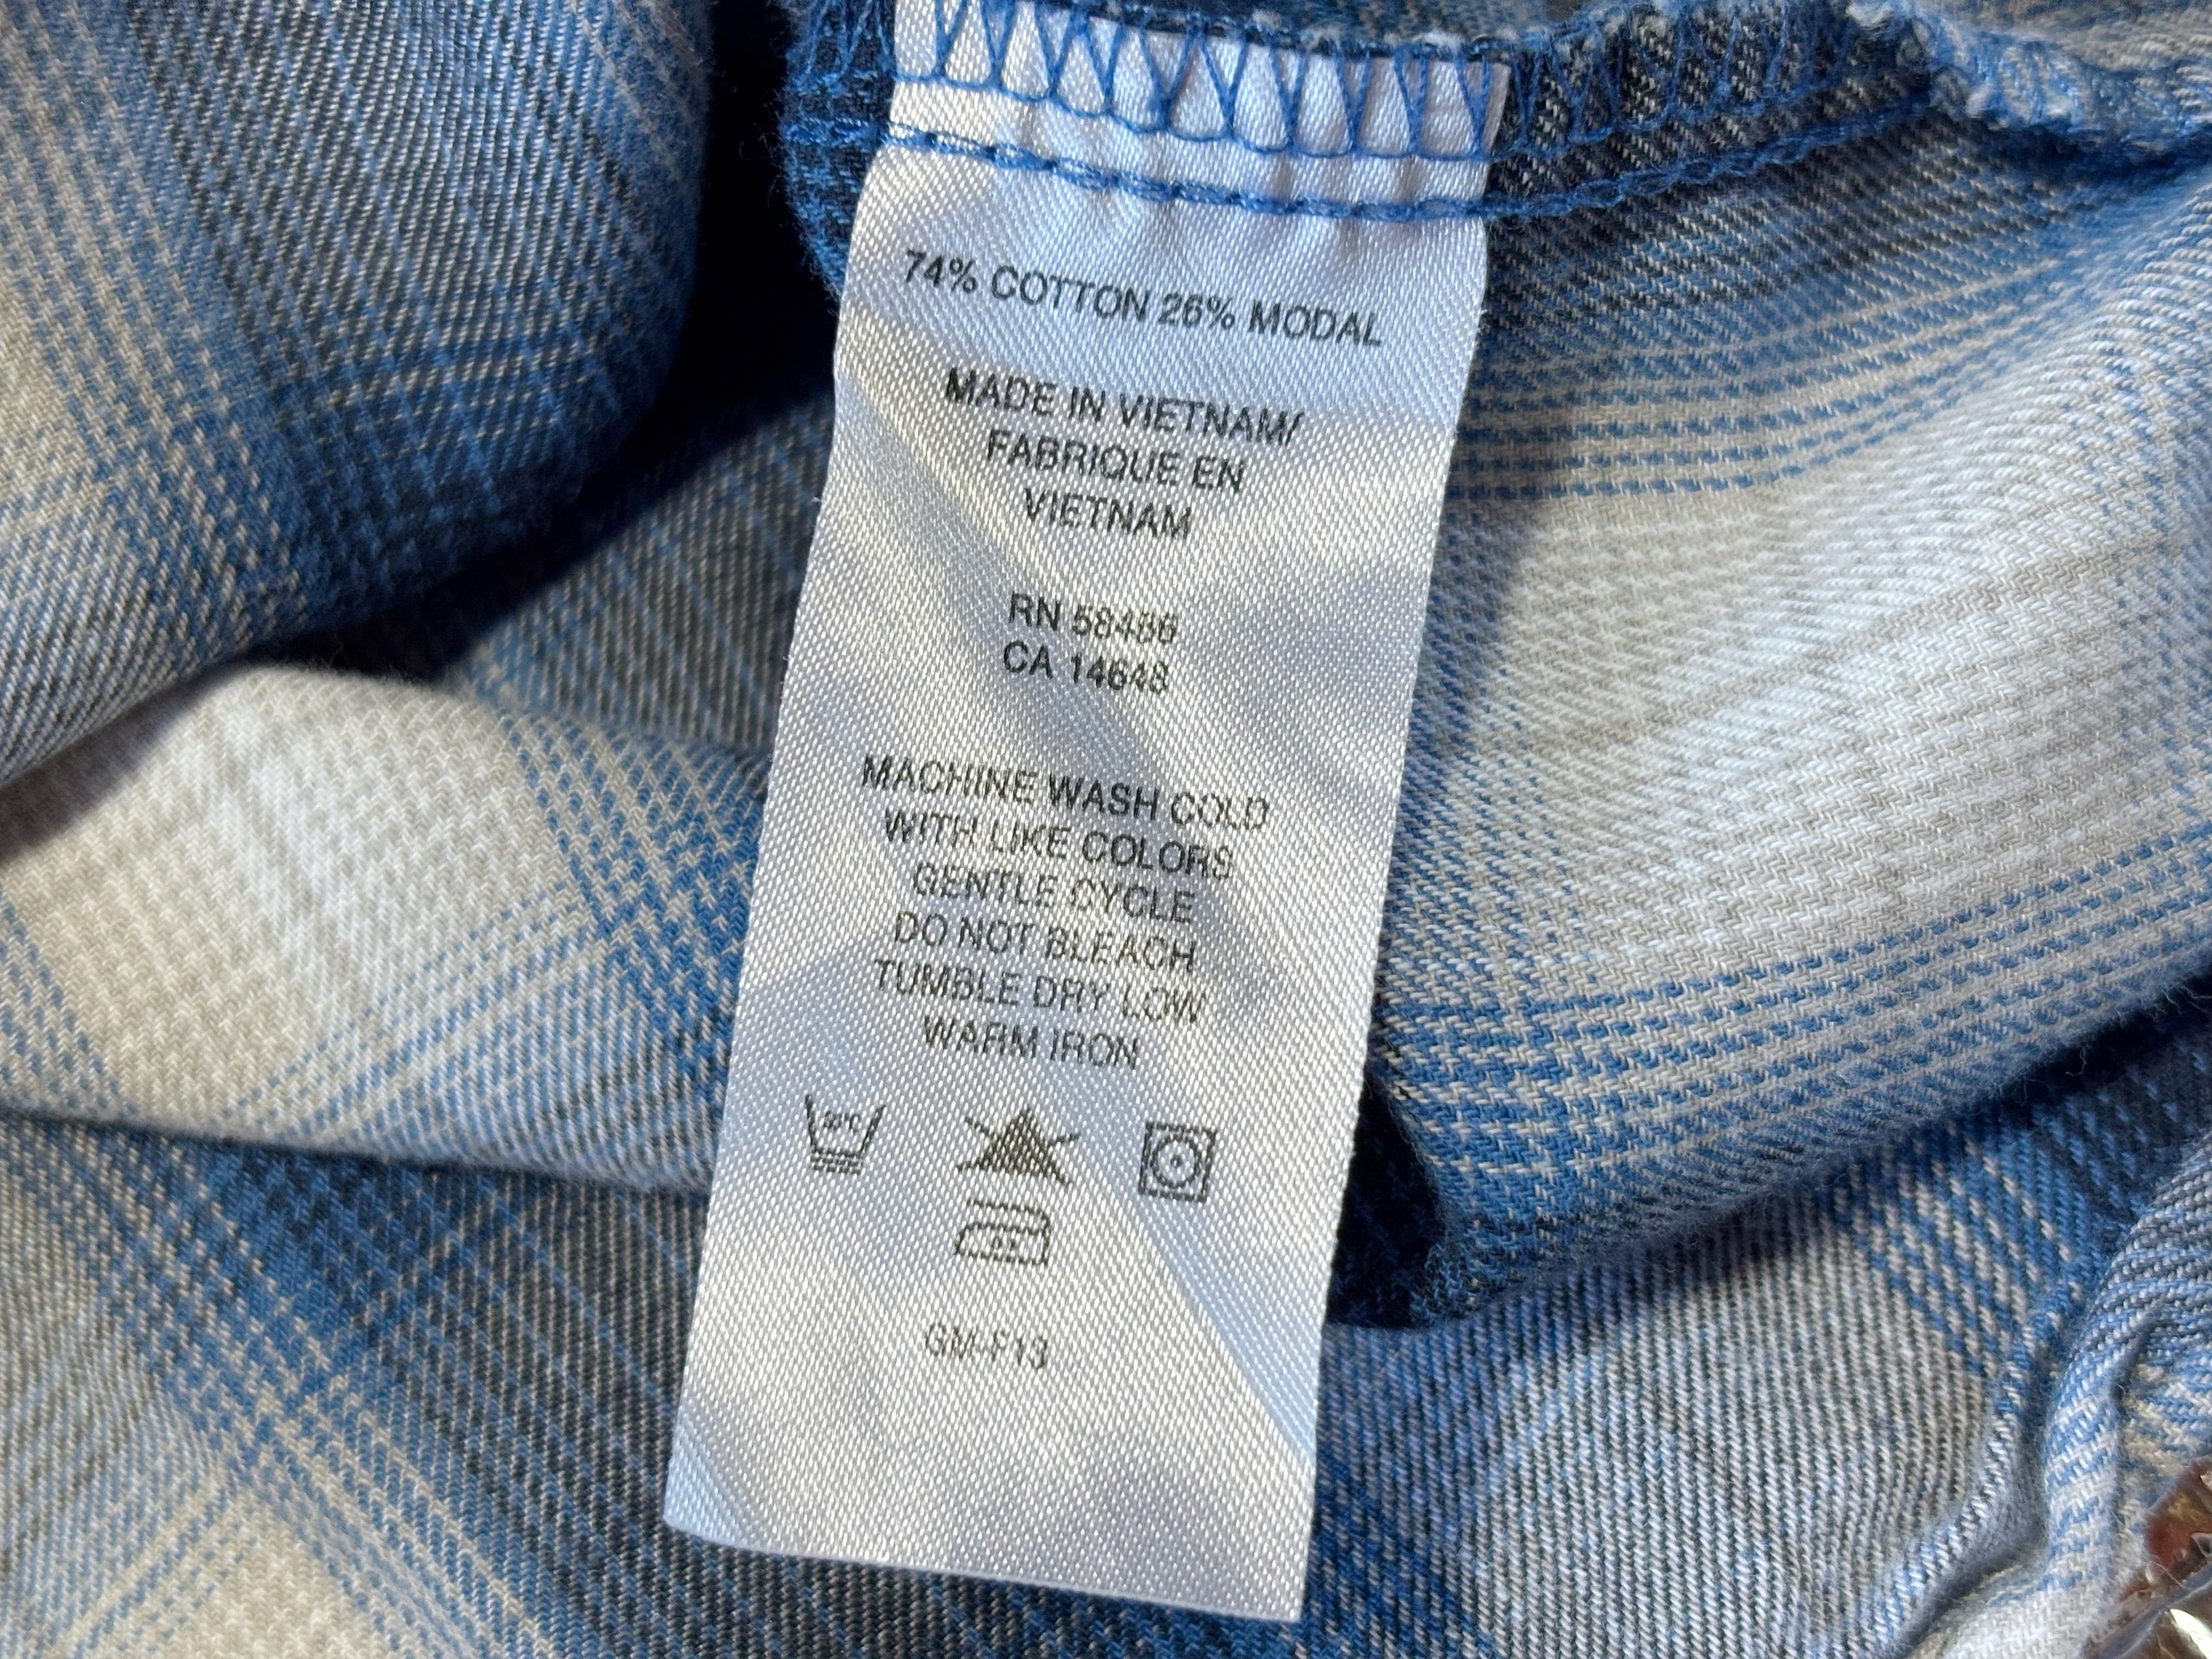 74% COTTON 26% MODAL
MADE IN VIETNAM/
FABRIQUE EN
VIETNAM
RN 58486
CA 14648
MACHINE WASH COLD
WITH LIKE COLORS
GENTLE CYCLE
DO NOT BLEACH
TUMBLE DRY LOW
WARM IRON
GM-F13